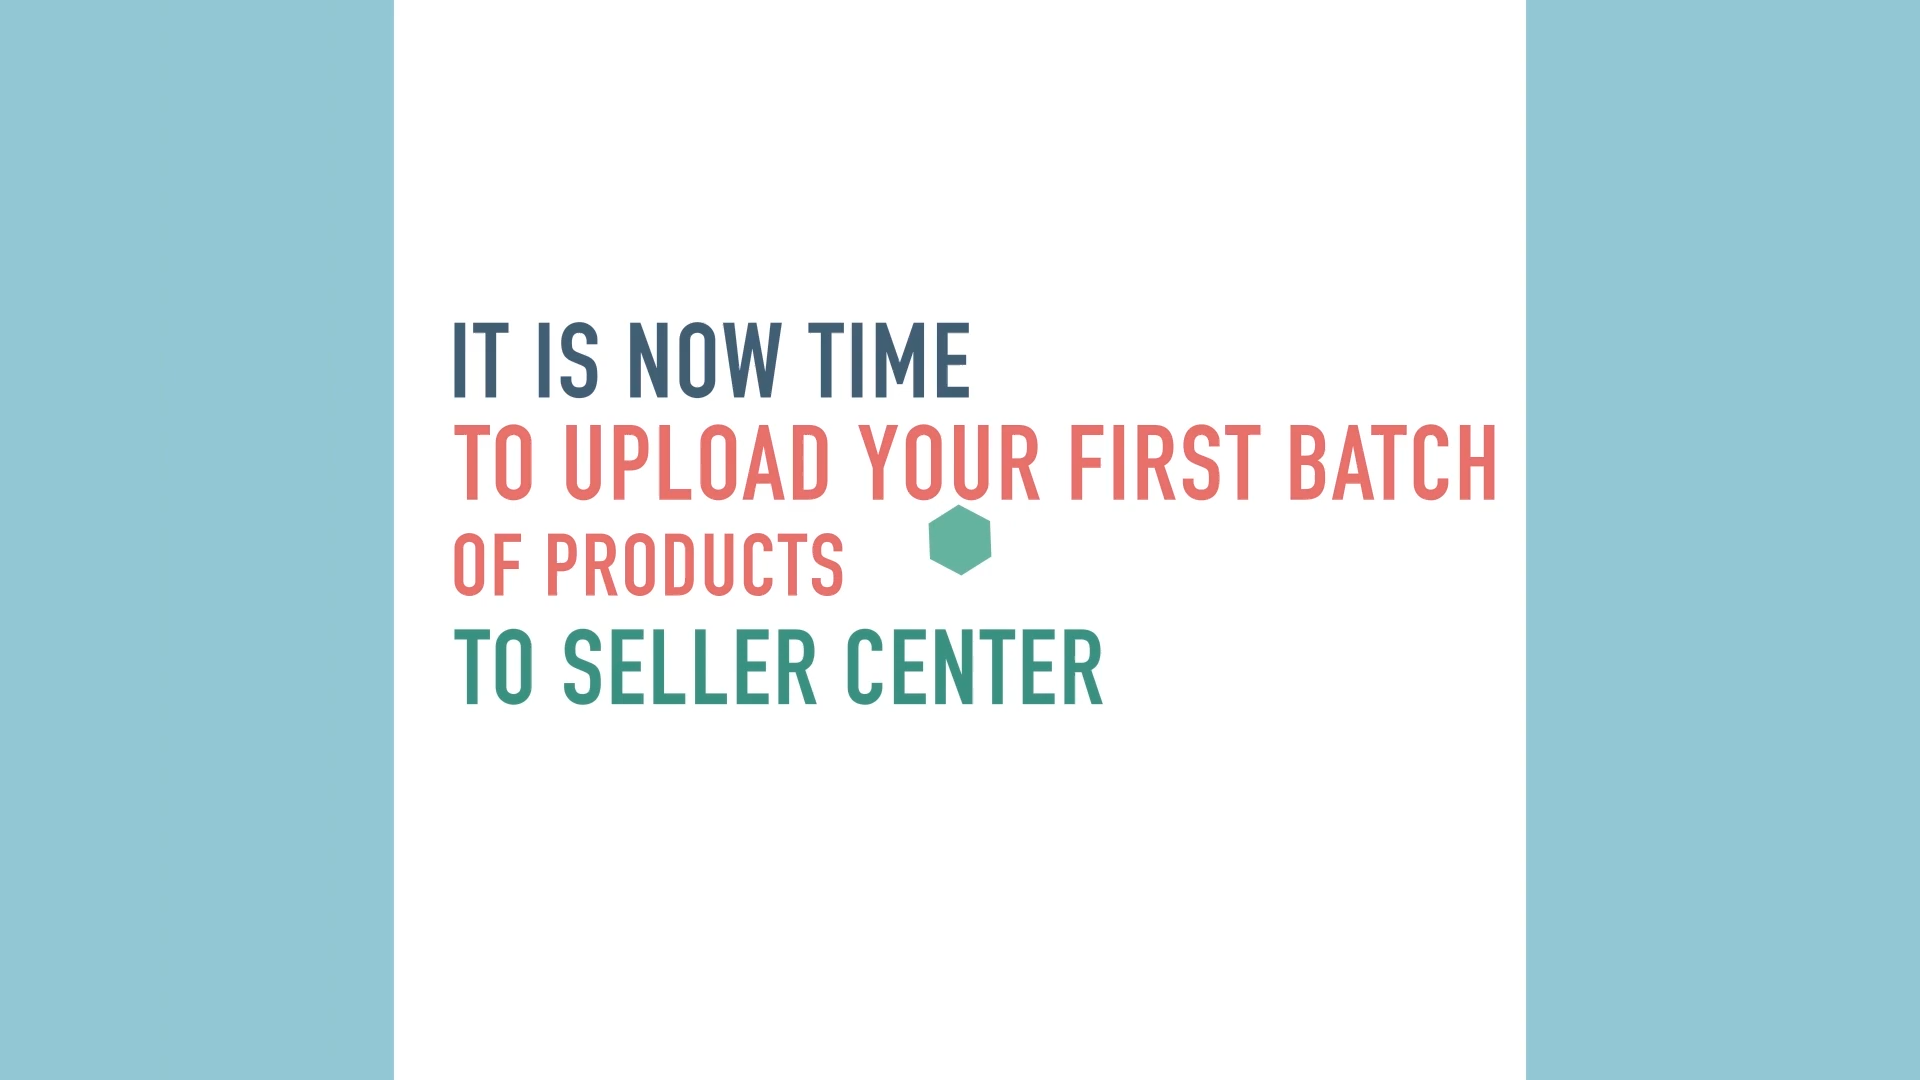 IT IS NOW TIME
TO UPLOAD YOUR FIRST BATCH
OF PRODUCTS
TO SELLER CENTER